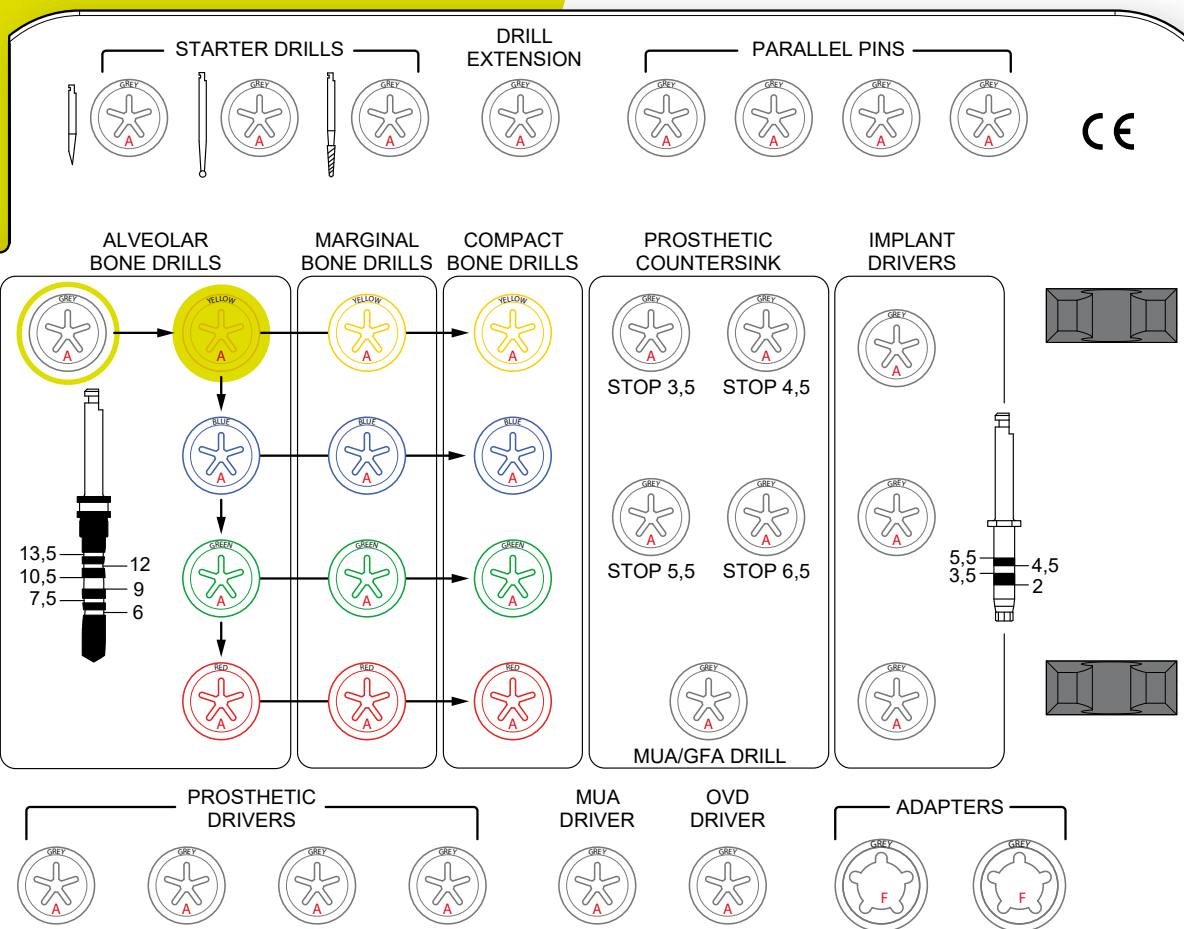 STARTER DRILLS
DRILL
EXTENSION
PARALLEL PINS
GREY GREY GREY GREY GREY GREY GREY GREY
A A A A A A A A
CE
ALVEOLAR
BONE DRILLS
MARGINAL
BONE DRILLS
COMPACT
BONE DRILLS
PROSTHETIC
COUNTERSINK
IMPLANT
DRIVERS
GREY YELLOW YELLOW YELLOW GREY GREY GREY
A A A A A A A
STOP 3,5 STOP 4,5
BLUE BLUE BLUE
A A A
GREY GREY GREY
A A A
STOP 5,5 STOP 6,5
13,5
12
10,5
9
7,5
6
GREEN GREEN GREEN
A A A
5,5
4,5
3,5
2
RED RED RED GREY GREY
A A A A A
MUA/GFA DRILL
PROSTHETIC
DRIVERS
MUA
DRIVER
OVD
DRIVER
ADAPTERS
GREY GREY GREY GREY GREY GREY GREY GREY
A A A A A A F F